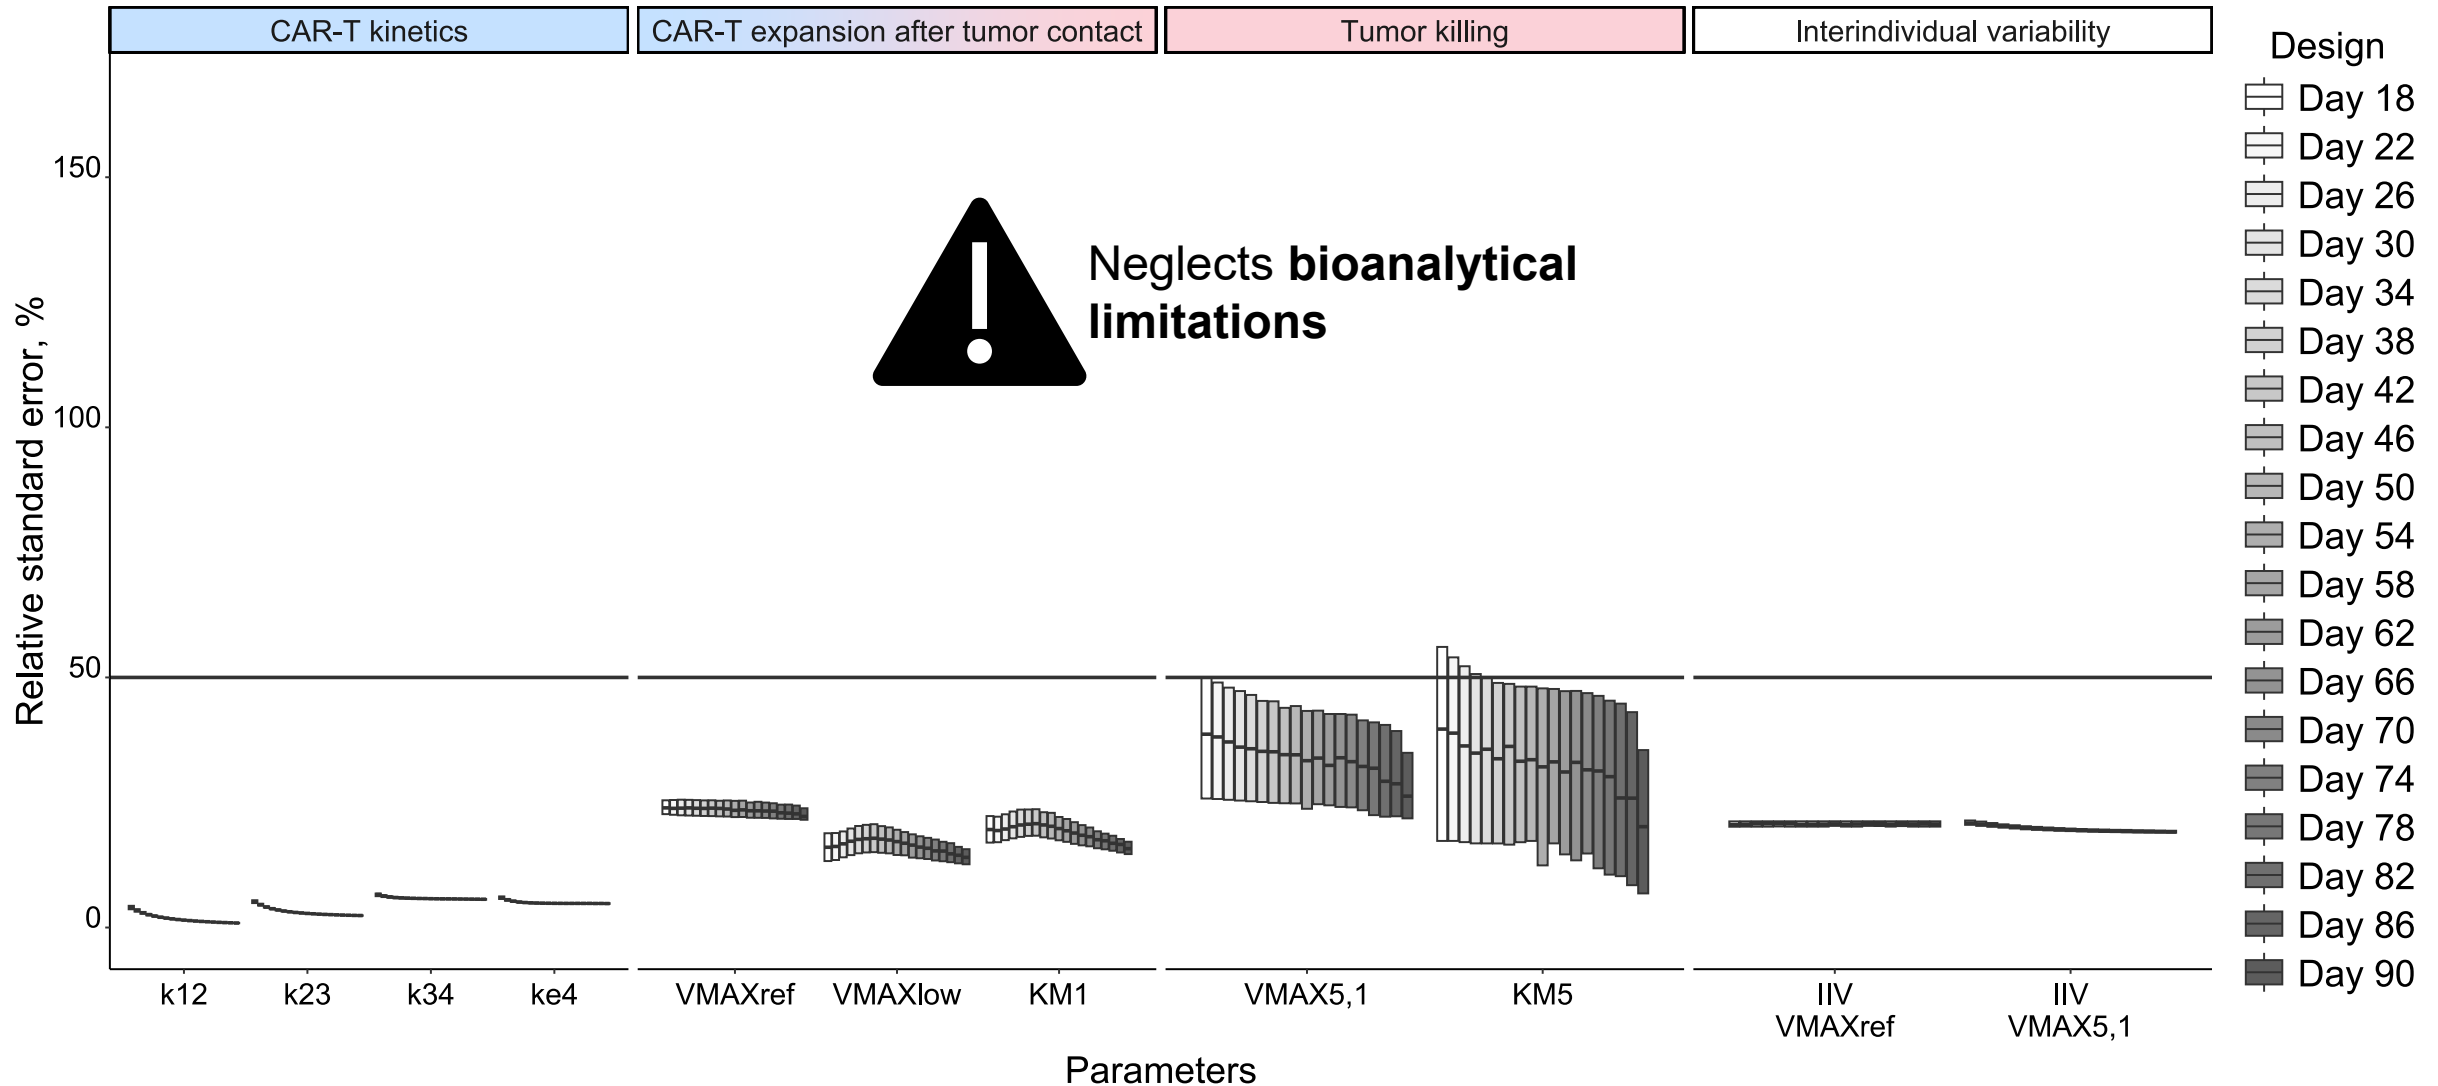 CAR-T kinetics
CAR-T expansion after tumor contact
Tumor killing
Interindividual variability
Design
Day 18
Day 22
Day 26
Day 30
Day 34
Day 38
Day 42
Day 46
Day 50
Day 54
Day 58
Day 62
Day 66
Day 70
Day 74
Day 78
Day 82
Day 86
Day 90
Relative standard error, %
150
100
50
0
Neglects bioanalytical
limitations
k12
k23
k34
ke4
VMAXref
VMAXlow
KM1
VMAX5,1
KM5
IIV
VMAXref
IIV
VMAX5,1
Parameters